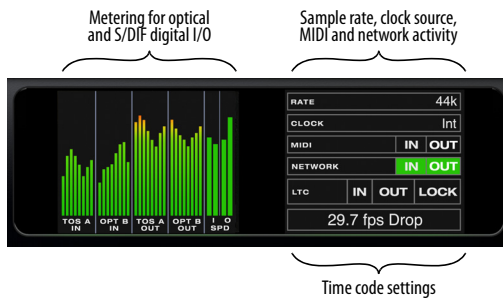 Metering for optical
and S/DIF digital I/O
Sample rate, clock source,
MIDI and network activity
TOS A IN
OPT B IN
TOS A OUT
OPT B OUT
I O SPD
RATE 44k
CLOCK Int
MIDI IN OUT
NETWORK IN OUT
LTC IN OUT LOCK
29.7 fps Drop
Time code settings